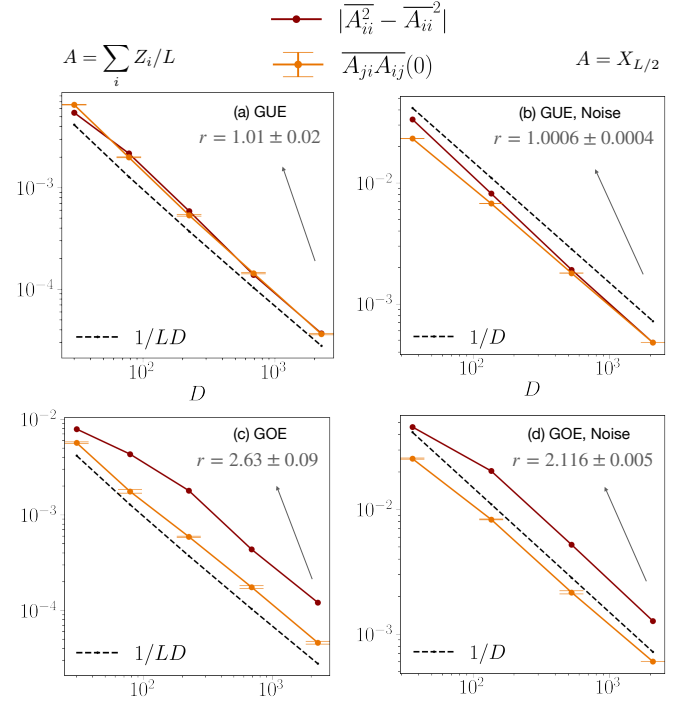 |\overline{A_{ii}^2} − \overline{A_{ii}}^2|
A = \sum_i Z_i/L
\overline{A_{ji}A_{ij}}(0)
A = X_{L/2}
(a) GUE
r = 1.01 ± 0.02
10^{−3}
10^{−4}
1/LD
10^2
10^3
D
(b) GUE, Noise
r = 1.0006 ± 0.0004
10^{−2}
10^{−3}
1/D
10^2
10^3
D
(c) GOE
r = 2.63 ± 0.09
10^{−2}
10^{−3}
10^{−4}
1/LD
10^2
10^3
(d) GOE, Noise
r = 2.116 ± 0.005
10^{−2}
10^{−3}
1/D
10^2
10^3